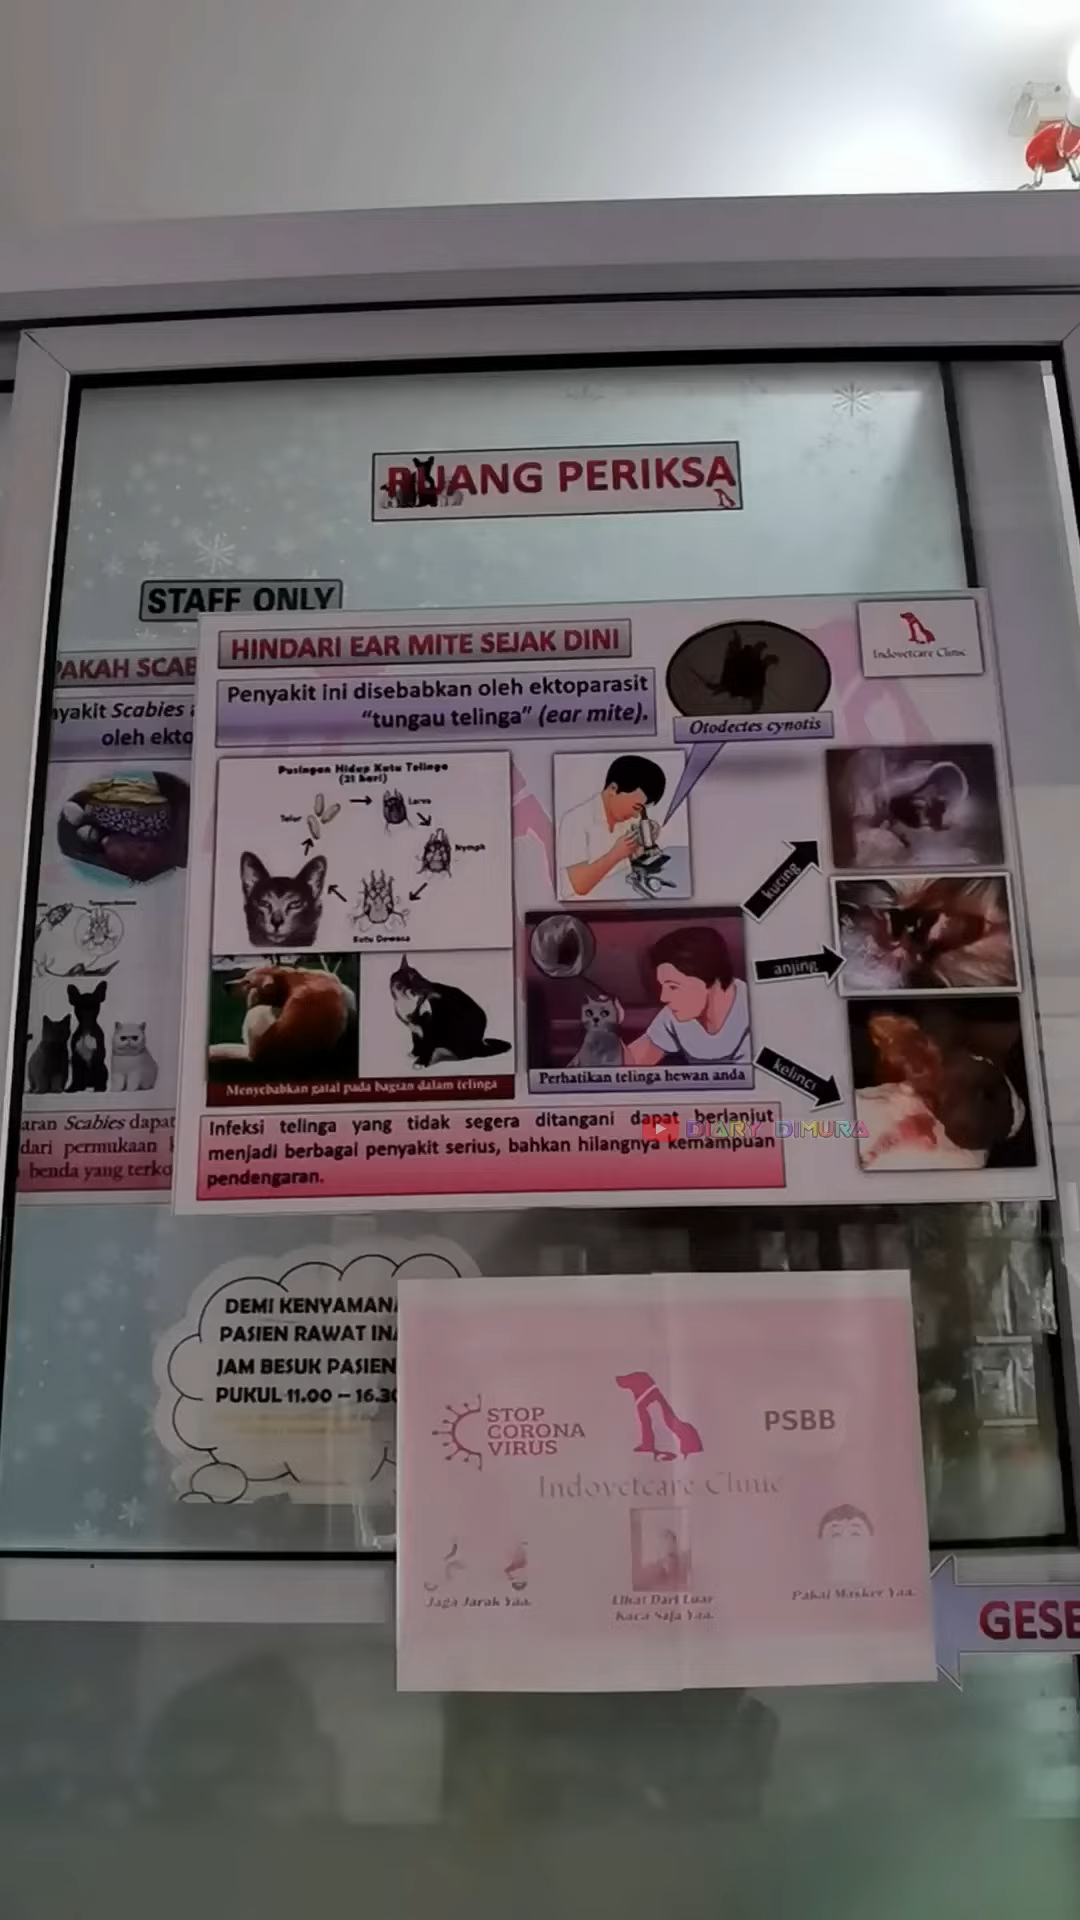 RUANG PERIKSA
STAFF ONLY
PAKAH SCAB
nyakit Scabies
oleh ekto
aran Scabies dapat
dari permukaan
benda yang terko
HINDARI EAR MITE SEJAK DINI
Indovetcare Clinic
Penyakit ini disebabkan oleh ektoparasit
"tungau telinga" (ear mite).
Otodectes cynotis
Pusingan Hidup Kutu Telinga
(21 hari)
Telur
Larva
Nymph
Kutu Dewasa
Menyebabkan gatal pada bagian dalam telinga
Perhatikan telinga hewan anda
kucing
anjing
kelinci
Infeksi telinga yang tidak segera ditangani dapat berlanjut
menjadi berbagai penyakit serius, bahkan hilangnya kemampuan
pendengaran.
DIARY DIMURA
DEMI KENYAMANA
PASIEN RAWAT INA
JAM BESUK PASIEN
PUKUL 11.00 – 16.30
STOP
CORONA
VIRUS
PSBB
Indovetcare Clinic
Jaga Jarak Yaa.
Lihat Dari Luar
Kaca Saja Yaa.
Pakai Masker Yaa.
GESE